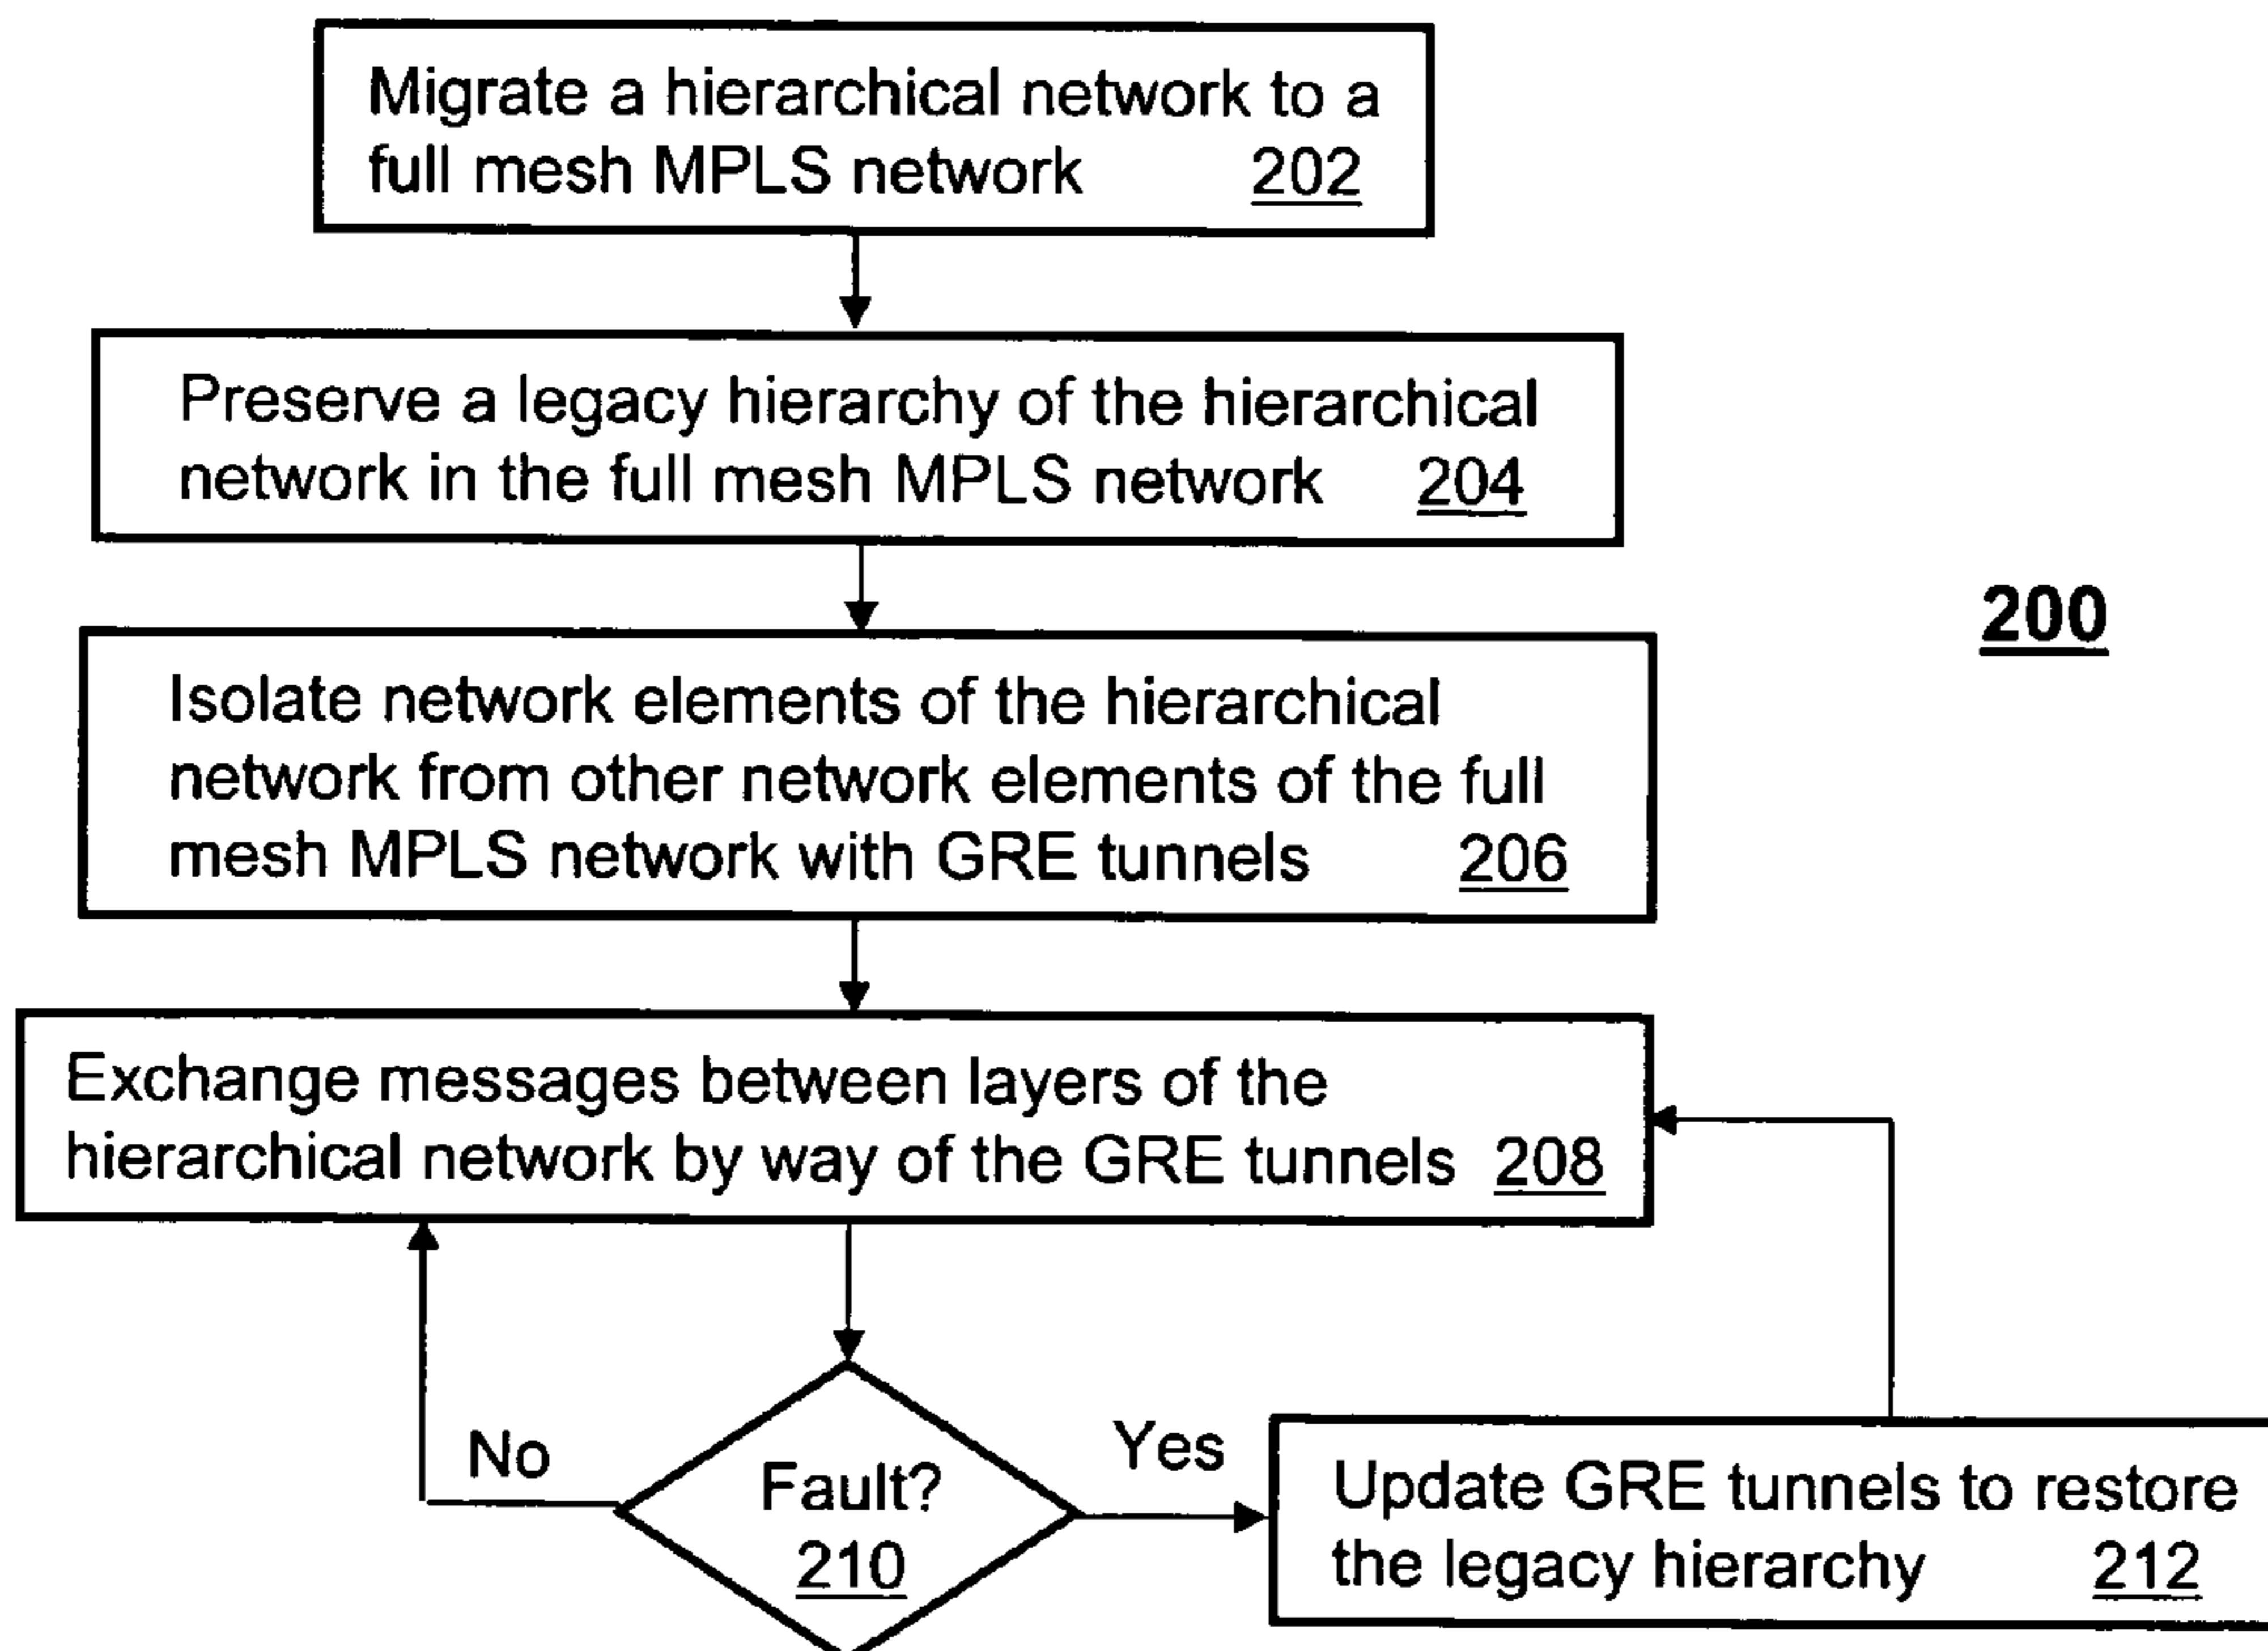 Migrate a hierarchical network to a
full mesh MPLS network 202
Preserve a legacy hierarchy of the hierarchical
network in the full mesh MPLS network 204
200
Isolate network elements of the hierarchical
network from other network elements of the full
mesh MPLS network with GRE tunnels 206
Exchange messages between layers of the
hierarchical network by way of the GRE tunnels 208
No
Fault?
210
Yes
Update GRE tunnels to restore
the legacy hierarchy 212